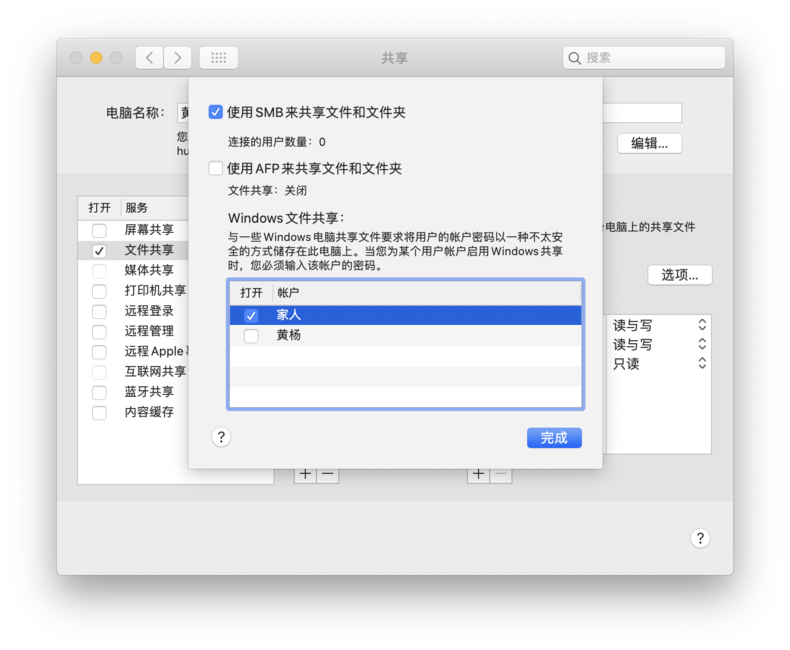 共享
搜索
电脑名称：
黄
您
hu
编辑...
使用SMB来共享文件和文件夹
连接的用户数量：0
使用AFP来共享文件和文件夹
文件共享：关闭
Windows文件共享：
与一些Windows电脑共享文件要求将用户的帐户密码以一种不太安
全的方式储存在此电脑上。当您为某个用户帐户启用Windows共享
时，您必须输入该帐户的密码。
打开 帐户
家人
黄杨
?
完成
打开 服务
屏幕共享
文件共享
媒体共享
打印机共享
远程登录
远程管理
远程Apple
互联网共享
蓝牙共享
内容缓存
电脑上的共享文件
选项...
读与写
读与写
只读
+ −
+ −
?